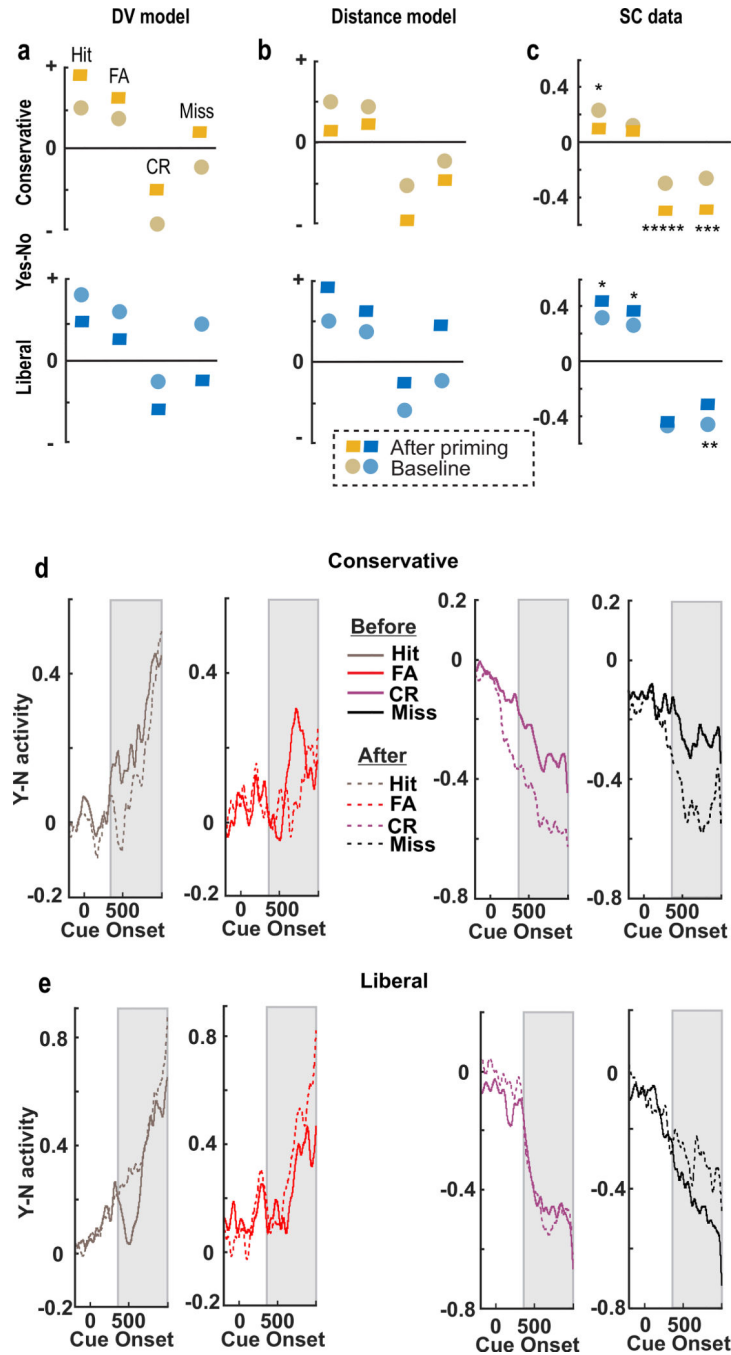 DV model Distance model SC data
a b c
Hit
FA
Miss
CR
+ + 0.4 *
0 0 0
- - -0.4
***** ***
Conservative
Yes-No
Liberal
+ + 0.4 * *
0 0 0
- - -0.4
**
After priming
Baseline
d Conservative
Before
Hit
FA
CR
Miss
After
Hit
FA
CR
Miss
Y-N activity
0.4
0
-0.2
0.4
0
-0.2
0.2
0
-0.4
-0.8
0.2
0
-0.4
-0.8
0 500 0 500 0 500 0 500
Cue Onset Cue Onset Cue Onset Cue Onset
e Liberal
Y-N activity
0.8
0.4
0
-0.2
0.8
0.4
0
-0.2
0
-0.4
-0.8
0
-0.4
-0.8
0 500 0 500 0 500 0 500
Cue Onset Cue Onset Cue Onset Cue Onset